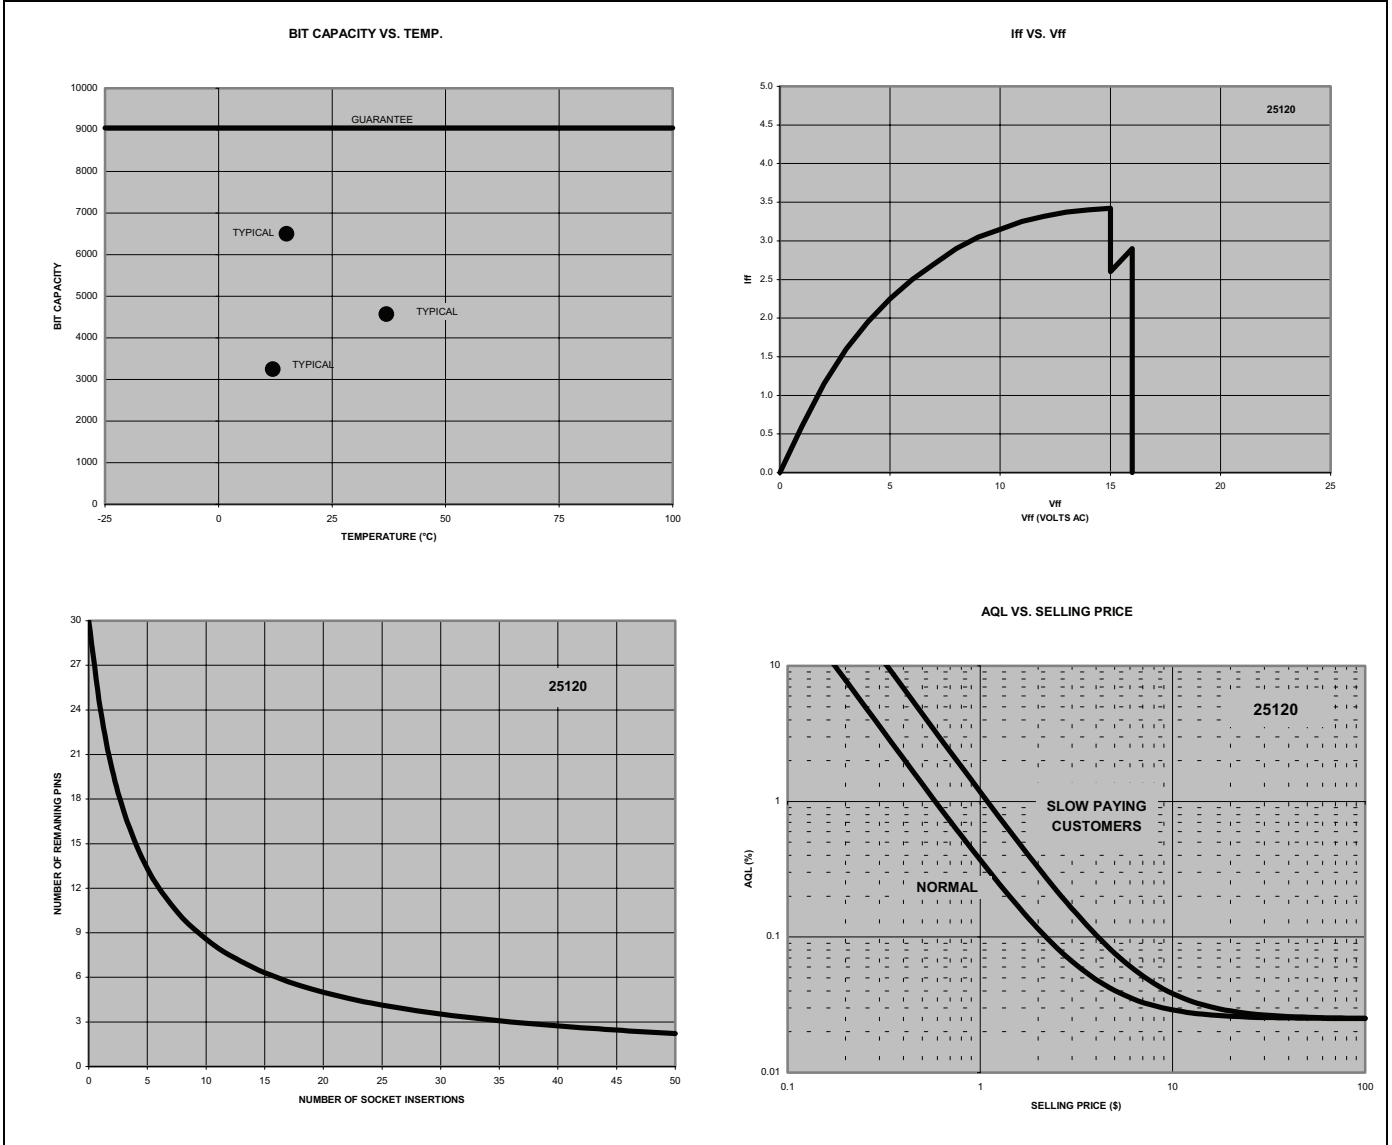 BIT CAPACITY VS. TEMP.
10000
9000
8000
7000
6000
5000
4000
3000
2000
1000
0
BIT CAPACITY
GUARANTEE
TYPICAL
TYPICAL
TYPICAL
-25 0 25 50 75 100
TEMPERATURE (°C)
Iff VS. Vff
5.0
4.5
4.0
3.5
3.0
2.5
2.0
1.5
1.0
0.5
0.0
Iff
25120
0 5 10 15 20 25
Vff
Vff (VOLTS AC)
30
27
24
21
18
15
12
9
6
3
0
NUMBER OF REMAINING PINS
25120
0 5 10 15 20 25 30 35 40 45 50
NUMBER OF SOCKET INSERTIONS
AQL VS. SELLING PRICE
10
1
0.1
0.01
AQL (%)
25120
SLOW PAYING
CUSTOMERS
NORMAL
0.1 1 10 100
SELLING PRICE ($)